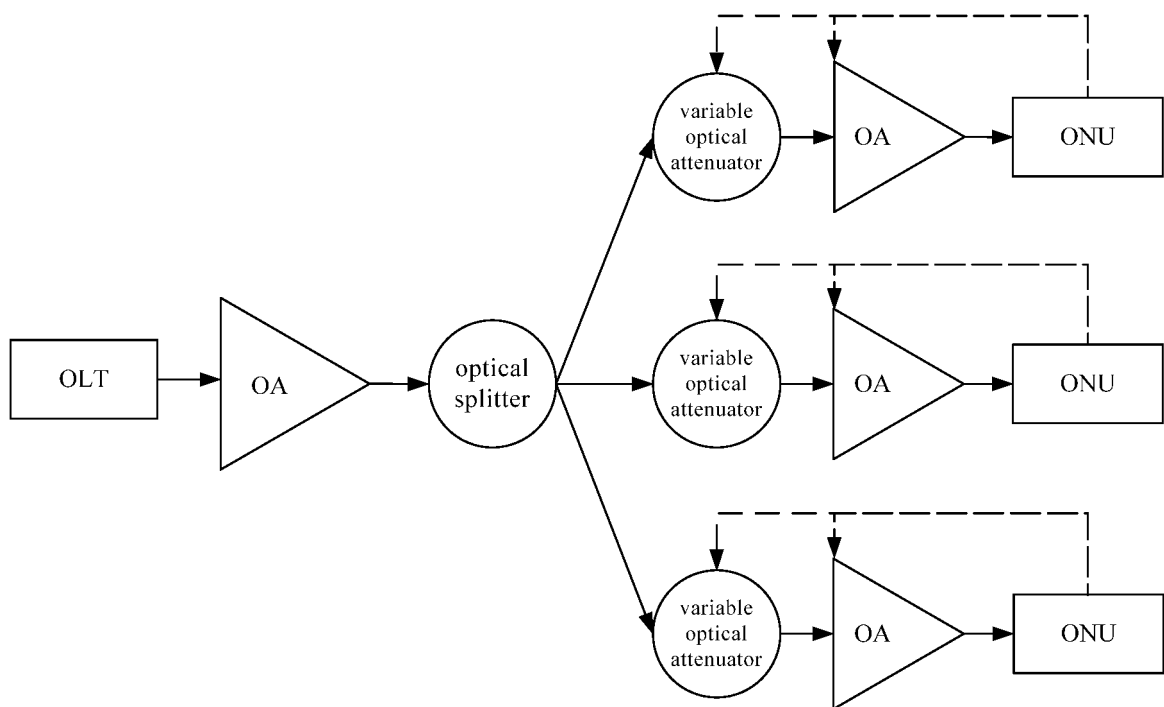 variable
optical
attenuator
OA
ONU
OLT
OA
optical
splitter
variable
optical
attenuator
OA
ONU
variable
optical
attenuator
OA
ONU